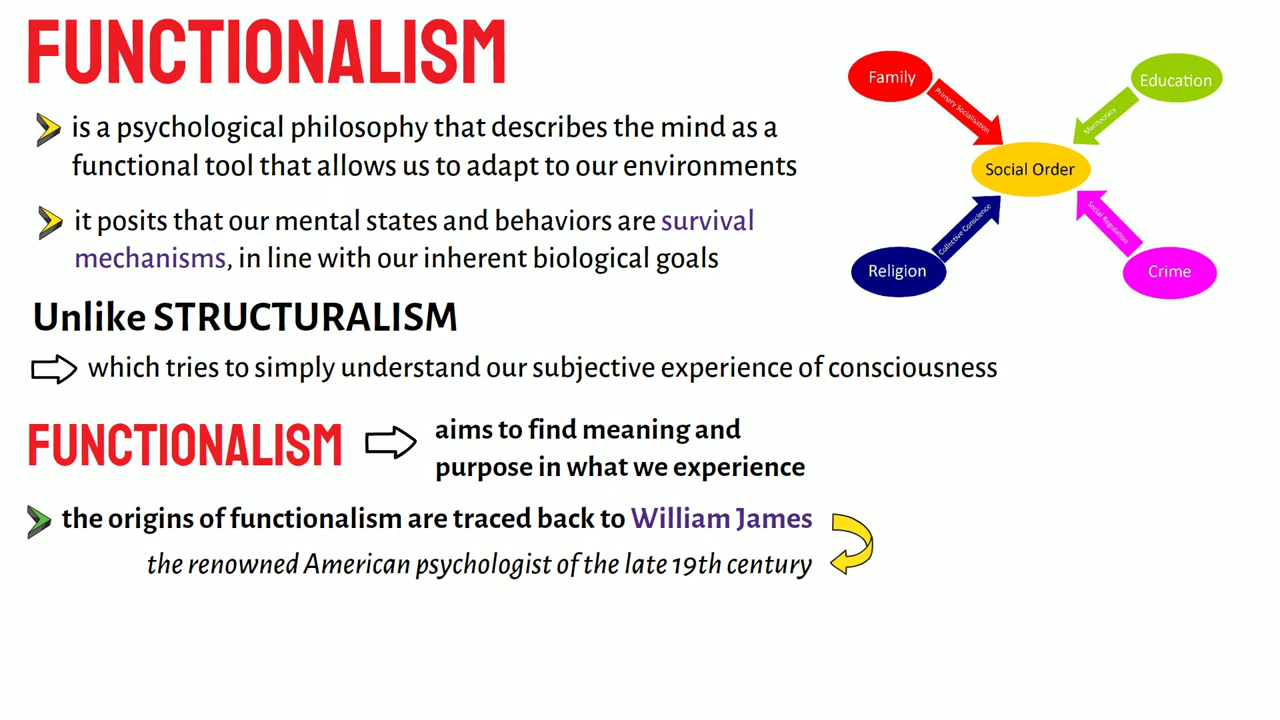 FUNCTIONALISM
is a psychological philosophy that describes the mind as a
functional tool that allows us to adapt to our environments
it posits that our mental states and behaviors are survival
mechanisms, in line with our inherent biological goals
Family
Primary Socialisation
Education
Meritocracy
Social Order
Religion
Collective Conscience
Crime
Social Regulation
Unlike STRUCTURALISM
which tries to simply understand our subjective experience of consciousness
FUNCTIONALISM
aims to find meaning and
purpose in what we experience
the origins of functionalism are traced back to William James
the renowned American psychologist of the late 19th century